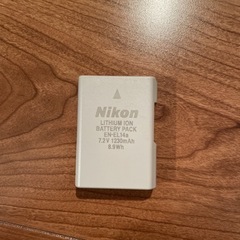 Nikon
LITHIUM ION
BATTERY PACK
EN-EL14a
7.2V 1230mAh
8.9Wh